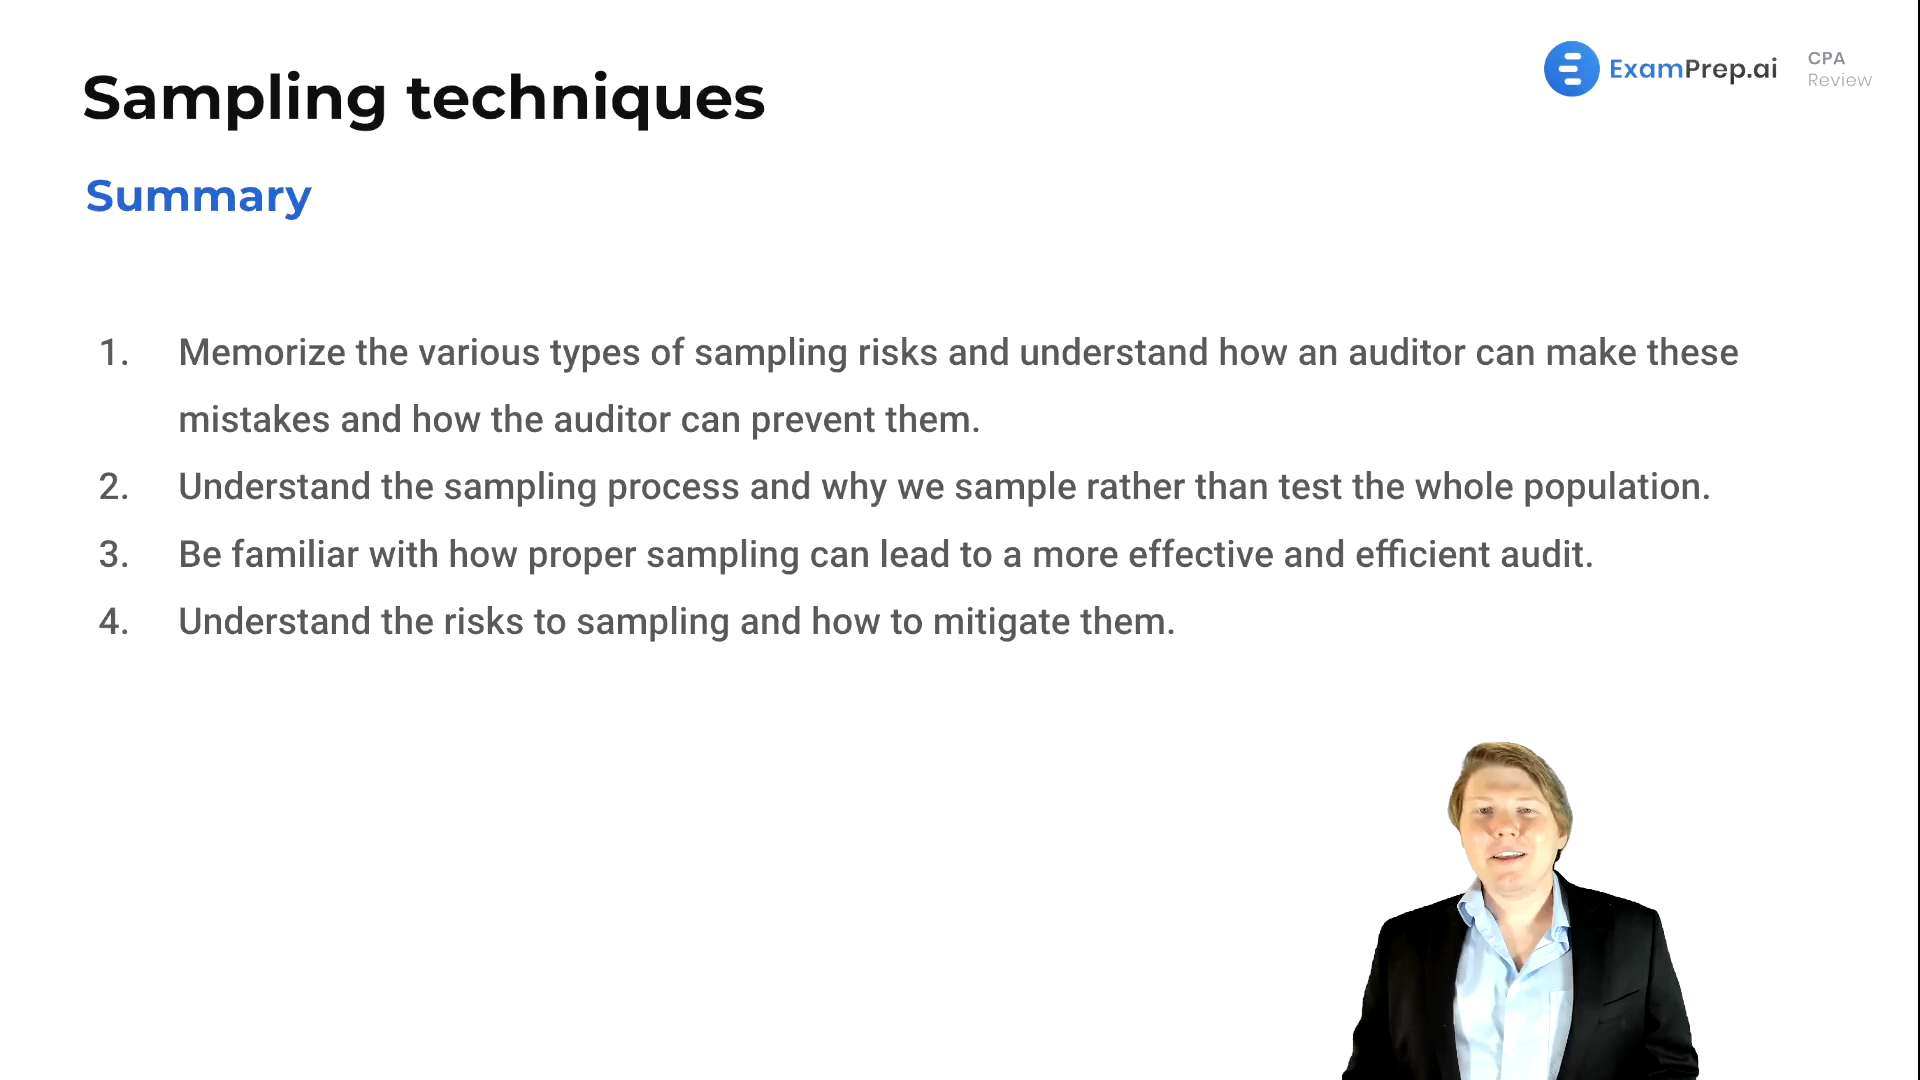 Sampling techniques
ExamPrep.ai
CPA
Review
Summary
1. Memorize the various types of sampling risks and understand how an auditor can make these
mistakes and how the auditor can prevent them.
2. Understand the sampling process and why we sample rather than test the whole population.
3. Be familiar with how proper sampling can lead to a more effective and efficient audit.
4. Understand the risks to sampling and how to mitigate them.